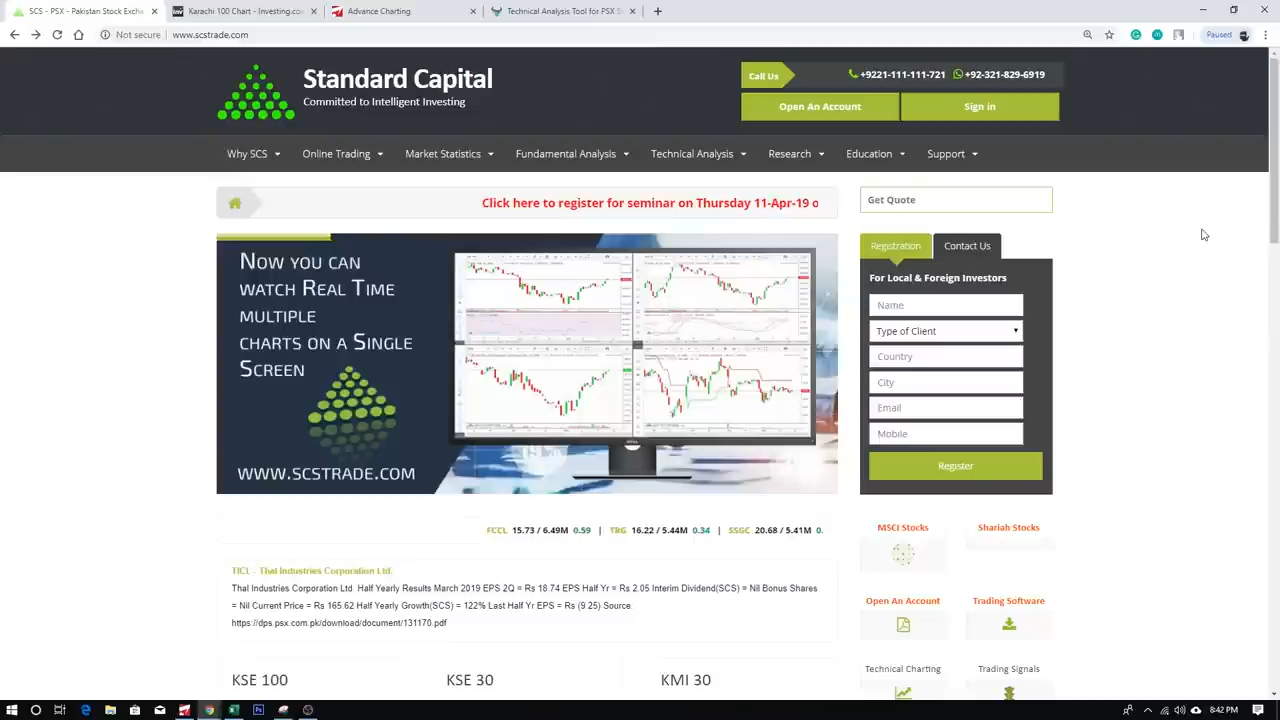 SCS - PSX - Pakistan Stock Exch
Karachi 100 Chart - Investing.com
Advance Charting
Technical Analysis Tool for PSX S
Not secure | www.scstrade.com
Paused
Standard Capital
Committed to Intelligent Investing
Call Us
+9221-111-111-721
+92-321-829-6919
Open An Account
Sign in
Why SCS
Online Trading
Market Statistics
Fundamental Analysis
Technical Analysis
Research
Education
Support
Click here to register for seminar on Thursday 11-Apr-19 o
Get Quote
Now you can
watch Real Time
multiple
charts on a Single
Screen
www.scstrade.com
Registration
Contact Us
For Local & Foreign Investors
Name
Type of Client
Country
City
Email
Mobile
Register
FCCL 15.73 / 6.49M 0.59 | TRG 16.22 / 5.44M 0.34 | SSGC 20.68 / 5.41M 0.
MSCI Stocks
Shariah Stocks
TICL - Thal Industries Corporation Ltd.
Thal Industries Corporation Ltd Half Yearly Results March 2019 EPS 2Q = Rs 18.74 EPS Half Yr = Rs 2.05 Interim Dividend(SCS) = Nil Bonus Shares
= Nil Current Price = Rs 165.62 Half Yearly Growth(SCS) = 122% Last Half Yr EPS = Rs (9.25) Source:
https://dps.psx.com.pk/download/document/131170.pdf
Open An Account
Trading Software
Technical Charting
Trading Signals
KSE 100
KSE 30
KMI 30
8:42 PM